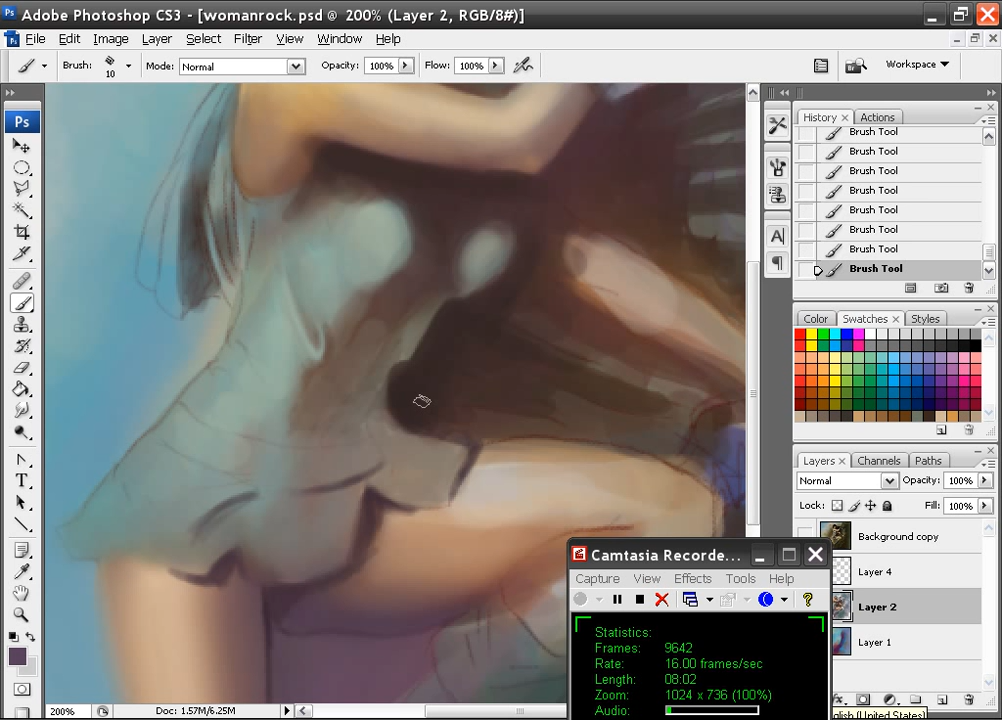 Adobe Photoshop CS3 - [womanrock.psd @ 200% (Layer 2, RGB/8#)]
File Edit Image Layer Select Filter View Window Help
Brush: 10 Mode: Normal Opacity: 100% Flow: 100% Workspace
Ps
History Actions
Brush Tool
Brush Tool
Brush Tool
Brush Tool
Brush Tool
Brush Tool
Brush Tool
Brush Tool
Color Swatches Styles
Layers Channels Paths
Normal Opacity: 100%
Lock: Fill: 100%
Background copy
Layer 4
Layer 2
Layer 1
Camtasia Recorde...
Capture View Effects Tools Help
Statistics:
Frames: 9642
Rate: 16.00 frames/sec
Length: 08:02
Zoom: 1024 x 736 (100%)
Audio:
200% Doc: 1.57M/6.25M
glish (United States)